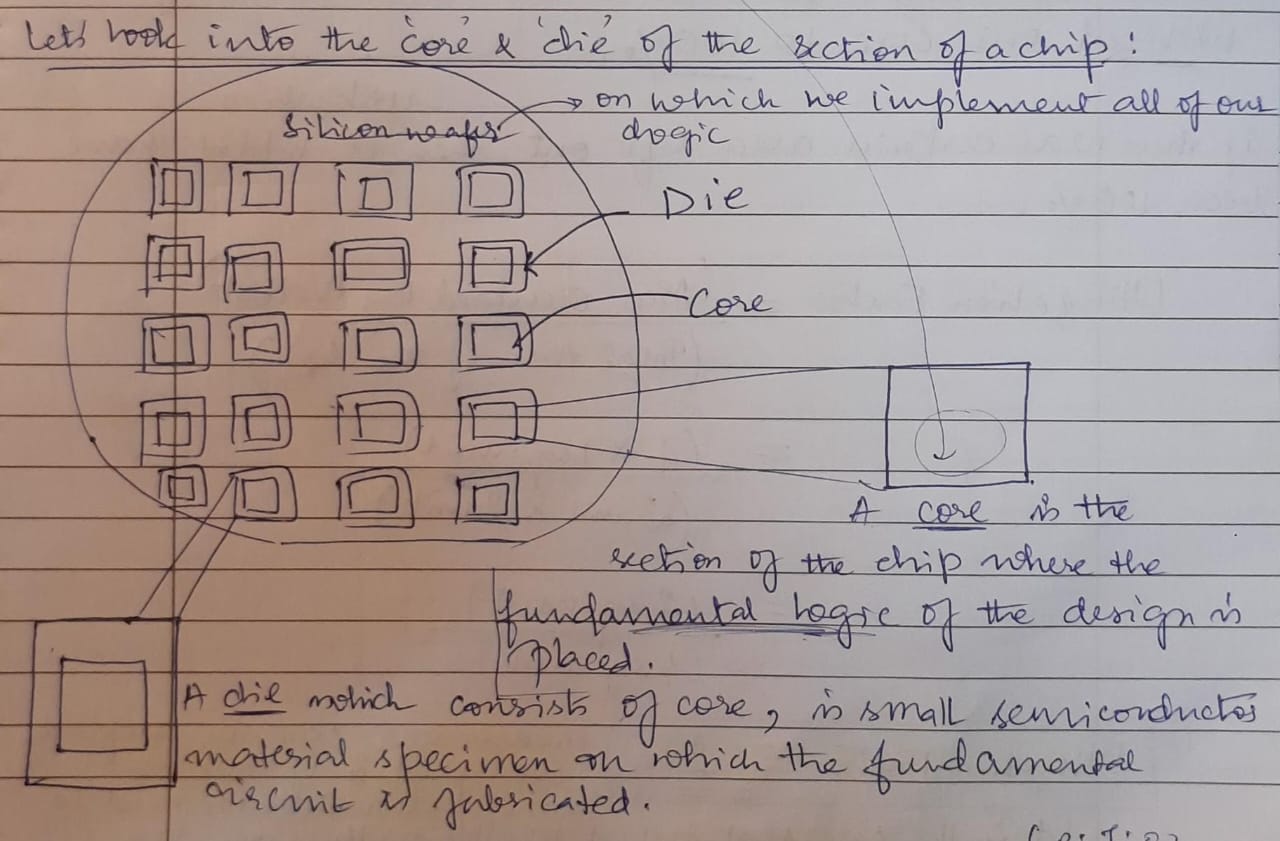 Lets look into the 'core' & 'die' of the section of a chip :
Silicon wafer → on which we implement all of our
logic
Die
Core
A core is the
section of the chip where the
fundamental logic of the design is
placed.
A die which consists of core, is small semiconductor
material specimen on which the fundamental
circuit is fabricated.